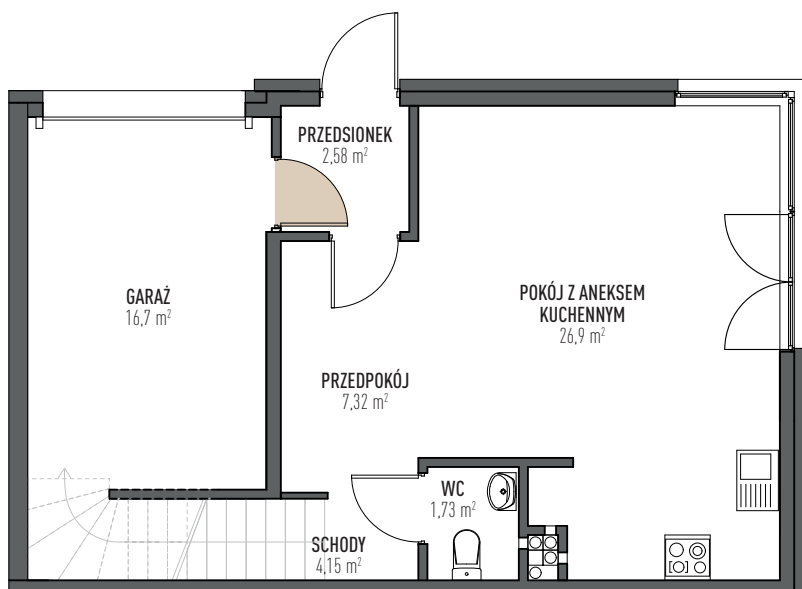 PRZEDSIONEK
2,58 m²
GARAŻ
16,7 m²
POKÓJ Z ANEKSEM
KUCHENNYM
26,9 m²
PRZEDPOKÓJ
7,32 m²
WC
1,73 m²
SCHODY
4,15 m²